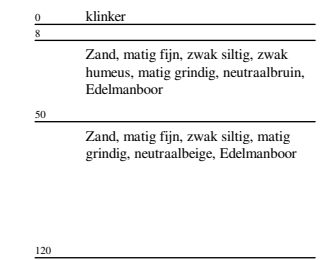 0 klinker
8
Zand, matig fijn, zwak siltig, zwak
humeus, matig grindig, neutraalbruin,
Edelmanboor
50
Zand, matig fijn, zwak siltig, matig
grindig, neutraalbeige, Edelmanboor
120